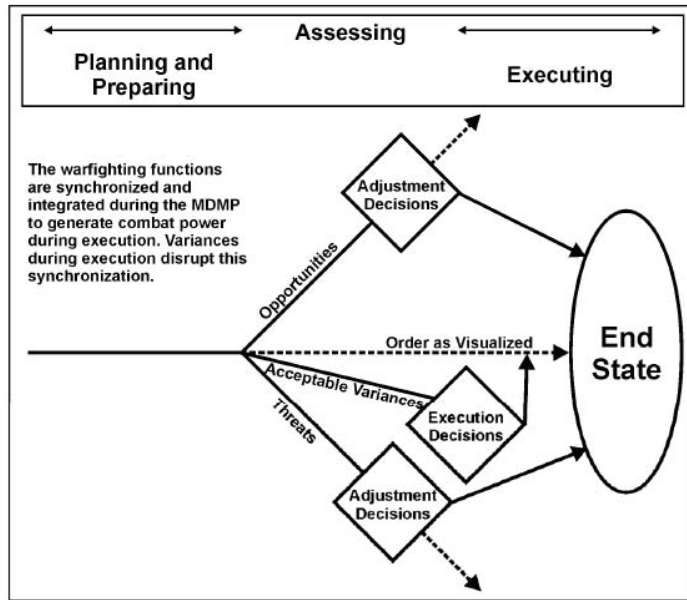 Assessing
Planning and
Preparing
Executing
The warfighting functions
are synchronized and
integrated during the MDMP
to generate combat power
during execution. Variances
during execution disrupt this
synchronization.
Adjustment
Decisions
Opportunities
Order as Visualized
End
State
Acceptable Variances
Execution
Decisions
Threats
Adjustment
Decisions